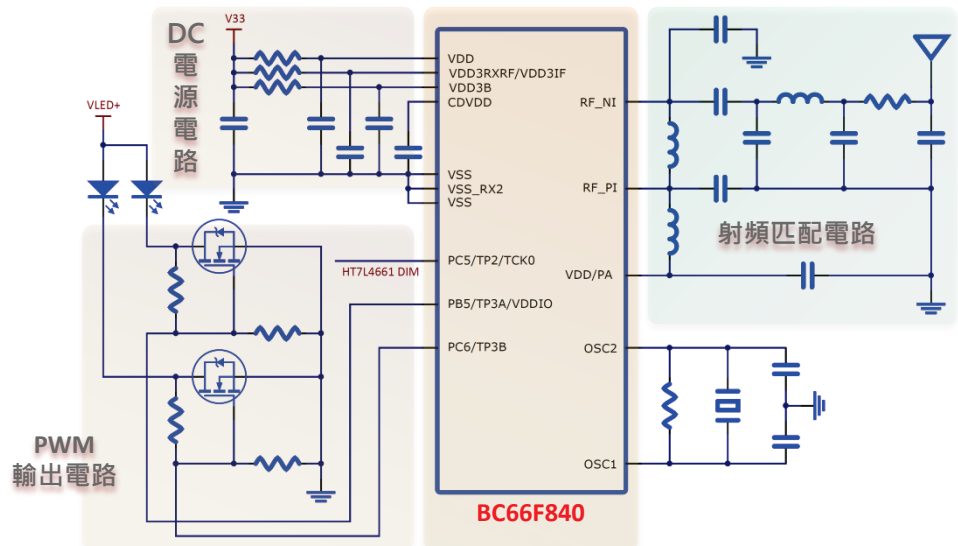 V33
DC
電
源
電
路
VLED+
VDD
VDD3RXRF/VDD3IF
VDD3B
CDVDD
VSS
VSS_RX2
VSS
RF_NI
RF_PI
射頻匹配電路
VDD/PA
HT7L4661 DIM
PC5/TP2/TCK0
PB5/TP3A/VDDIO
PC6/TP3B
OSC2
OSC1
PWM
輸出電路
BC66F840